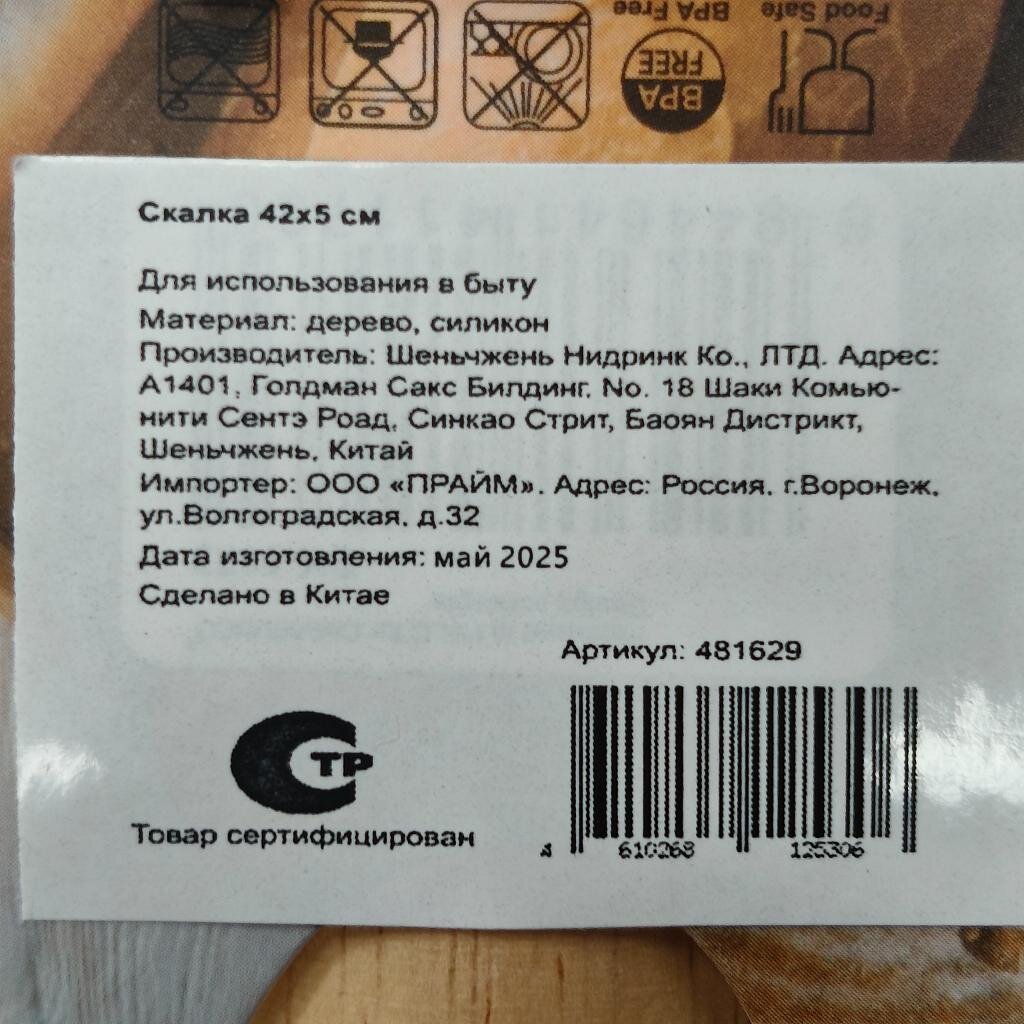 BPA Free
Food Safe
BPA
FREE
Скалка 42х5 см
Для использования в быту
Материал: дерево, силикон
Производитель: Шеньчжень Нидринк Ко., ЛТД. Адрес:
А1401, Голдман Сакс Билдинг. No. 18 Шаки Комью-
нити Сентэ Роад, Синкао Стрит, Баоян Дистрикт,
Шеньчжень, Китай
Импортер: ООО «ПРАЙМ». Адрес: Россия, г.Воронеж,
ул.Волгоградская, д.32
Дата изготовления: май 2025
Сделано в Китае
Артикул: 481629
СТР
Товар сертифицирован
4 610268 125306